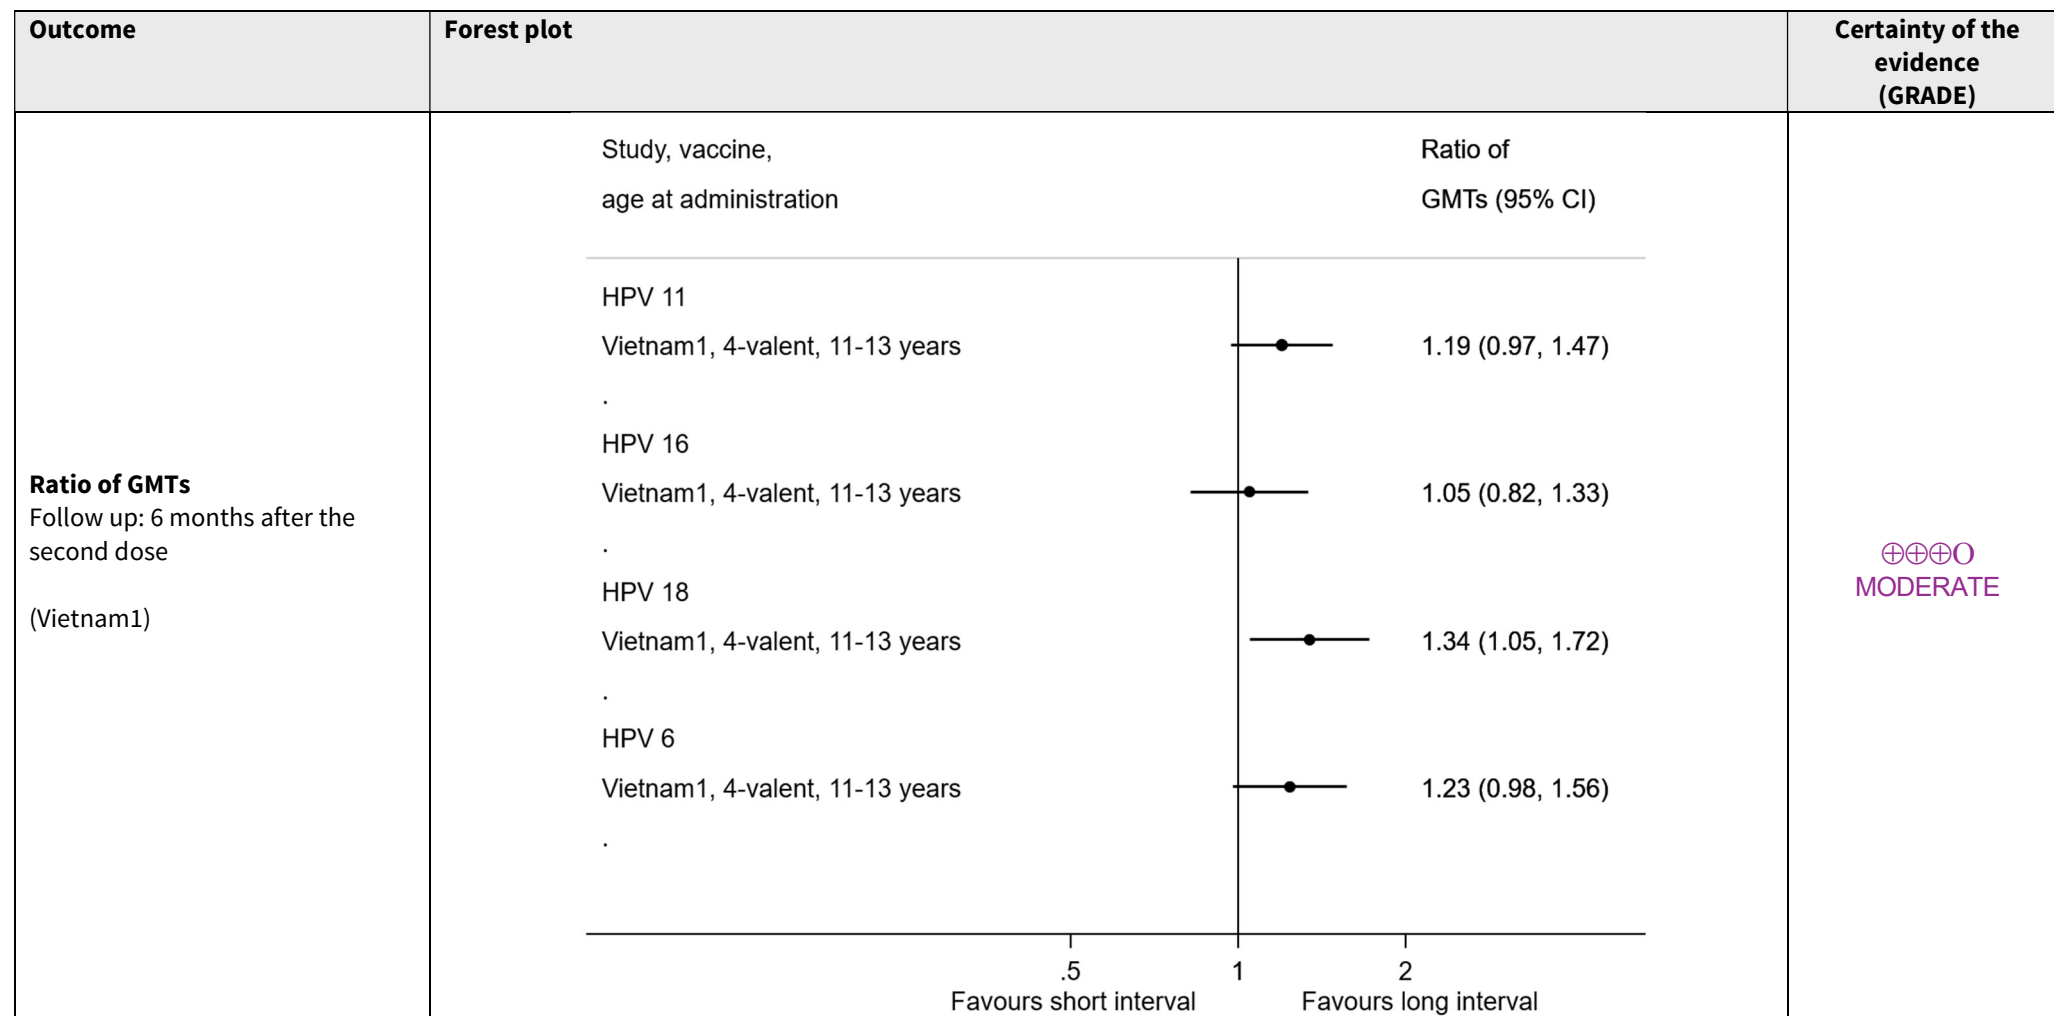 Outcome
Forest plot
Certainty of the
evidence
(GRADE)
Ratio of GMTs
Follow up: 6 months after the
second dose
(Vietnam1)
Study, vaccine,
age at administration
Ratio of
GMTs (95% CI)
HPV 11
Vietnam1, 4-valent, 11-13 years 1.19 (0.97, 1.47)
.
HPV 16
Vietnam1, 4-valent, 11-13 years 1.05 (0.82, 1.33)
.
HPV 18
Vietnam1, 4-valent, 11-13 years 1.34 (1.05, 1.72)
.
HPV 6
Vietnam1, 4-valent, 11-13 years 1.23 (0.98, 1.56)
.
.5 1 2
Favours short interval Favours long interval
⊕⊕⊕O
MODERATE